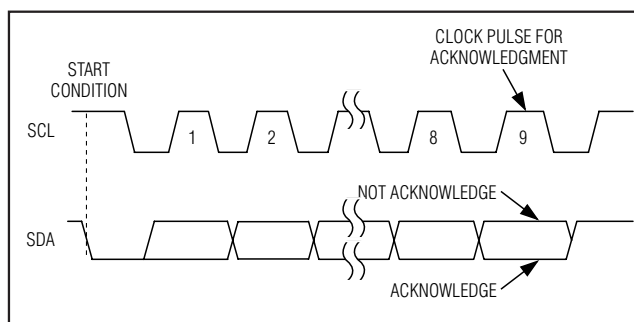 CLOCK PULSE FOR
ACKNOWLEDGMENT
START
CONDITION
SCL
1
2
8
9
NOT ACKNOWLEDGE
SDA
ACKNOWLEDGE